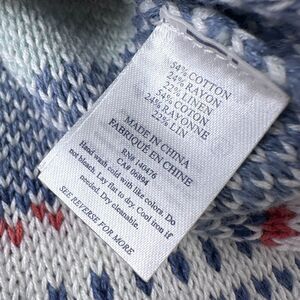 54% COTTON
24% RAYON
22% LINEN
54% COTON
24% RAYONNE
22% LIN
MADE IN CHINA
FABRIQUÉ EN CHINE
RN# 140476
CA# 00894
Hand wash, cold with like colors. Do
not bleach. Lay flat to dry. Cool iron if
needed. Dry cleanable.
SEE REVERSE FOR MORE